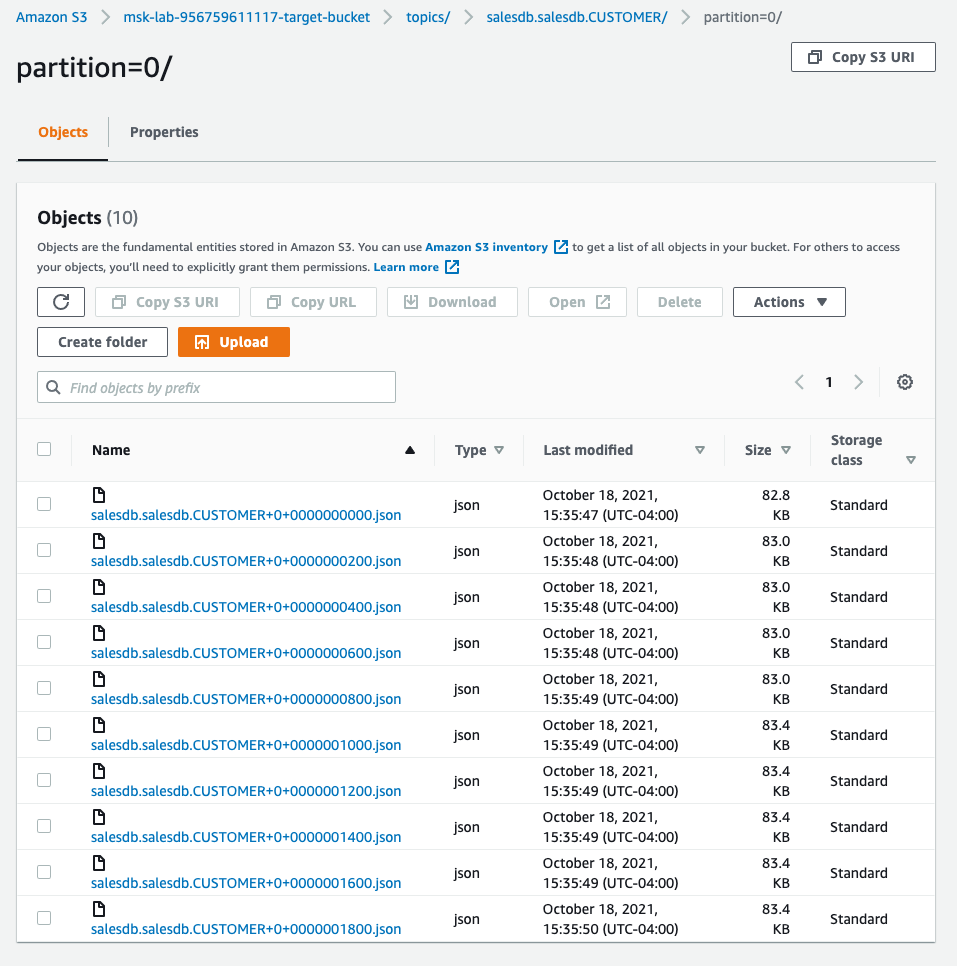 Amazon S3 > msk-lab-956759611117-target-bucket > topics/ > salesdb.salesdb.CUSTOMER/ > partition=0/
partition=0/
Copy S3 URI
Objects
Properties
Objects (10)
Objects are the fundamental entities stored in Amazon S3. You can use Amazon S3 inventory to get a list of all objects in your bucket. For others to access
your objects, you'll need to explicitly grant them permissions. Learn more
Copy S3 URI
Copy URL
Download
Open
Delete
Actions
Create folder
Upload
Find objects by prefix
1
Name
Type
Last modified
Size
Storage
class
salesdb.salesdb.CUSTOMER+0+0000000000.json
json
October 18, 2021,
15:35:47 (UTC-04:00)
82.8
KB
Standard
salesdb.salesdb.CUSTOMER+0+0000000200.json
json
October 18, 2021,
15:35:48 (UTC-04:00)
83.0
KB
Standard
salesdb.salesdb.CUSTOMER+0+0000000400.json
json
October 18, 2021,
15:35:48 (UTC-04:00)
83.0
KB
Standard
salesdb.salesdb.CUSTOMER+0+0000000600.json
json
October 18, 2021,
15:35:48 (UTC-04:00)
83.0
KB
Standard
salesdb.salesdb.CUSTOMER+0+0000000800.json
json
October 18, 2021,
15:35:49 (UTC-04:00)
83.0
KB
Standard
salesdb.salesdb.CUSTOMER+0+0000001000.json
json
October 18, 2021,
15:35:49 (UTC-04:00)
83.4
KB
Standard
salesdb.salesdb.CUSTOMER+0+0000001200.json
json
October 18, 2021,
15:35:49 (UTC-04:00)
83.4
KB
Standard
salesdb.salesdb.CUSTOMER+0+0000001400.json
json
October 18, 2021,
15:35:49 (UTC-04:00)
83.4
KB
Standard
salesdb.salesdb.CUSTOMER+0+0000001600.json
json
October 18, 2021,
15:35:49 (UTC-04:00)
83.4
KB
Standard
salesdb.salesdb.CUSTOMER+0+0000001800.json
json
October 18, 2021,
15:35:50 (UTC-04:00)
83.4
KB
Standard